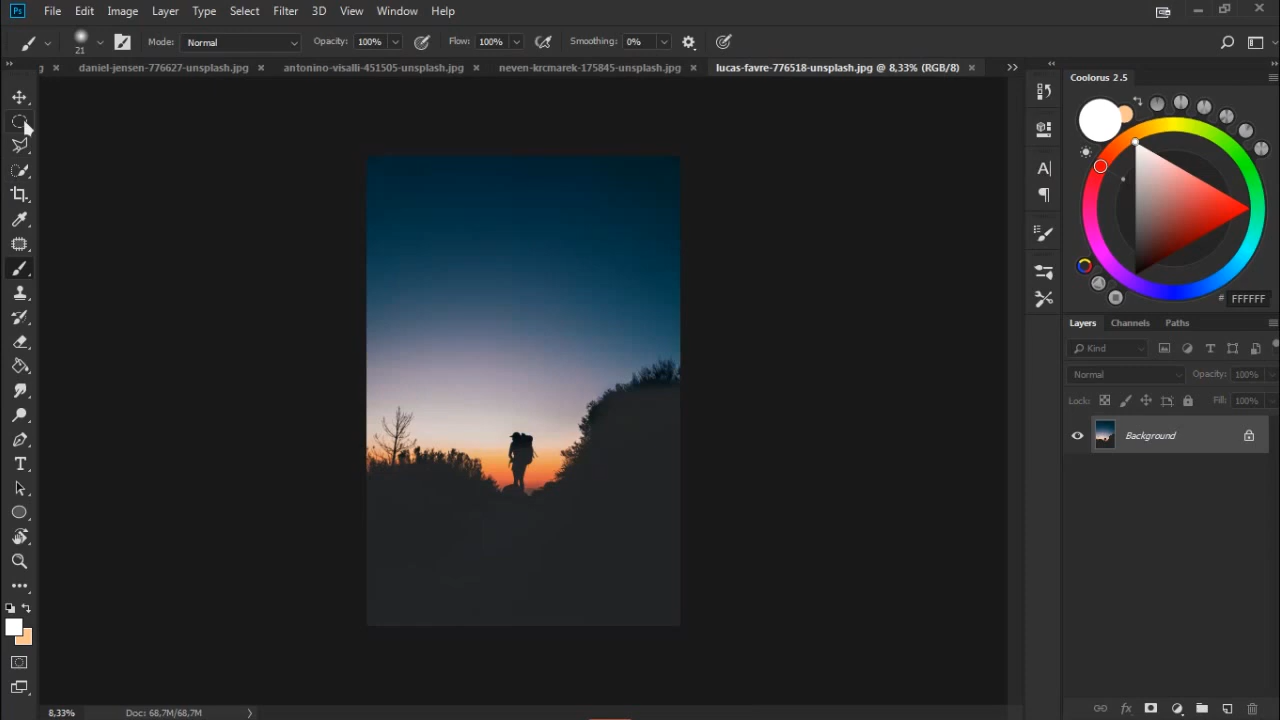 Ps File Edit Image Layer Type Select Filter 3D View Window Help
21 Mode: Normal Opacity: 100% Flow: 100% Smoothing: 0%
g × daniel-jensen-776627-unsplash.jpg × antonino-visalli-451505-unsplash.jpg × neven-krcmarek-175845-unsplash.jpg × lucas-favre-776518-unsplash.jpg @ 8,33% (RGB/8) ×
Coolorus 2.5
# FFFFFF
Layers Channels Paths
Kind
Normal Opacity: 100%
Lock: Fill: 100%
Background
8,33% Doc: 68,7M/68,7M